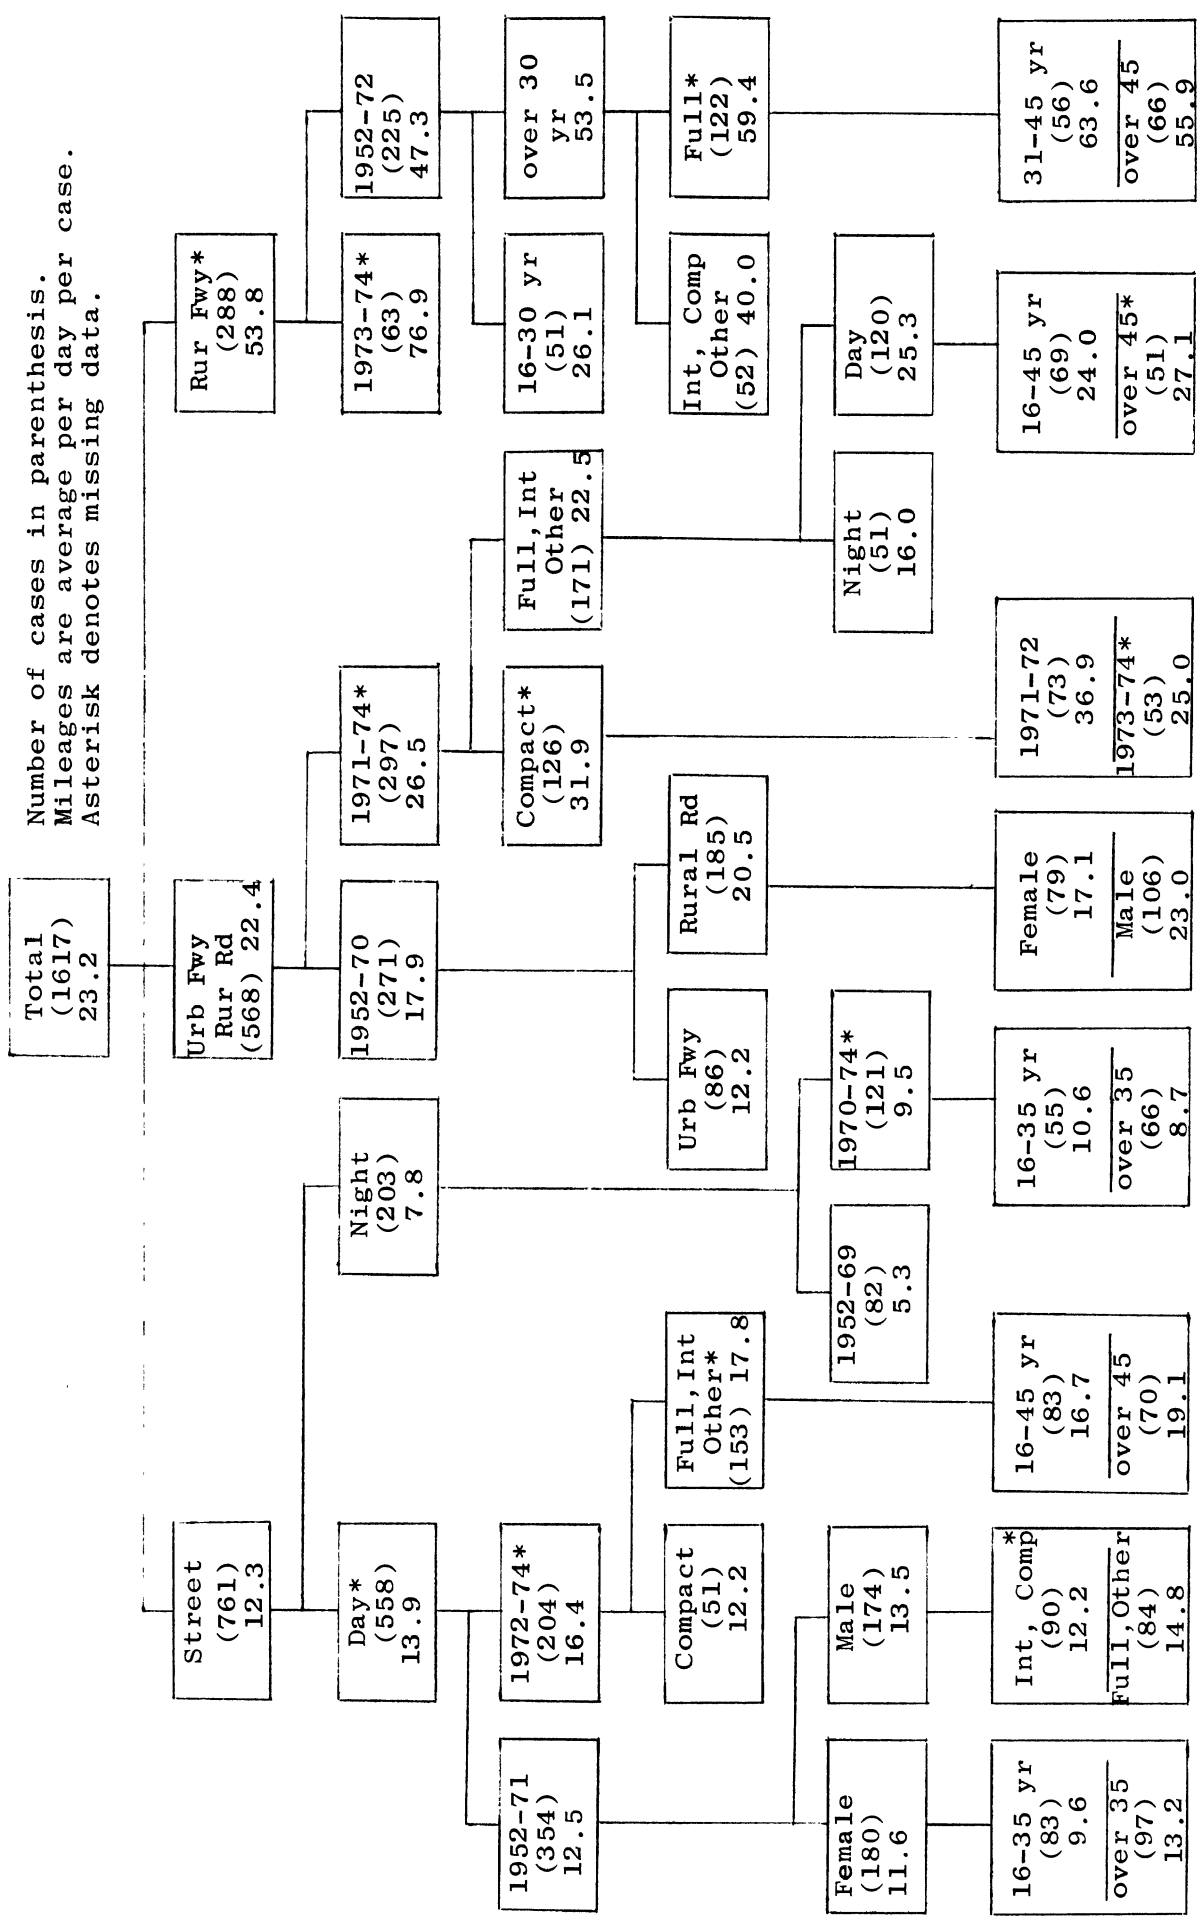 Number of cases in parenthesis.
Mileages are average per day per case.
Asterisk denotes missing data.
Total
(1617)
23.2
Street
(761)
12.3
Urb Fwy
Rur Rd
(568) 22.4
Rur Fwy*
(288)
53.8
Day*
(558)
13.9
Night
(203)
7.8
1952-70
(271)
17.9
1971-74*
(297)
26.5
1973-74*
(63)
76.9
1952-72
(225)
47.3
1952-71
(354)
12.5
1972-74*
(204)
16.4
Compact*
(126)
31.9
Full,Int
Other
(171) 22.5
16-30 yr
(51)
26.1
over 30
yr
53.5
Compact
(51)
12.2
Full,Int
Other*
(153) 17.8
Urb Fwy
(86)
12.2
Rural Rd
(185)
20.5
Int, Comp
Other
(52) 40.0
Full*
(122)
59.4
Female
(180)
11.6
Male
(174)
13.5
1952-69
(82)
5.3
1970-74*
(121)
9.5
Night
(51)
16.0
Day
(120)
25.3
16-35 yr
(83)
9.6
over 35
(97)
13.2
Int, Comp*
(90)
12.2
Full,Other
(84)
14.8
16-45 yr
(83)
16.7
over 45
(70)
19.1
16-35 yr
(55)
10.6
over 35
(66)
8.7
Female
(79)
17.1
Male
(106)
23.0
1971-72
(73)
36.9
1973-74*
(53)
25.0
16-45 yr
(69)
24.0
over 45*
(51)
27.1
31-45 yr
(56)
63.6
over 45
(66)
55.9